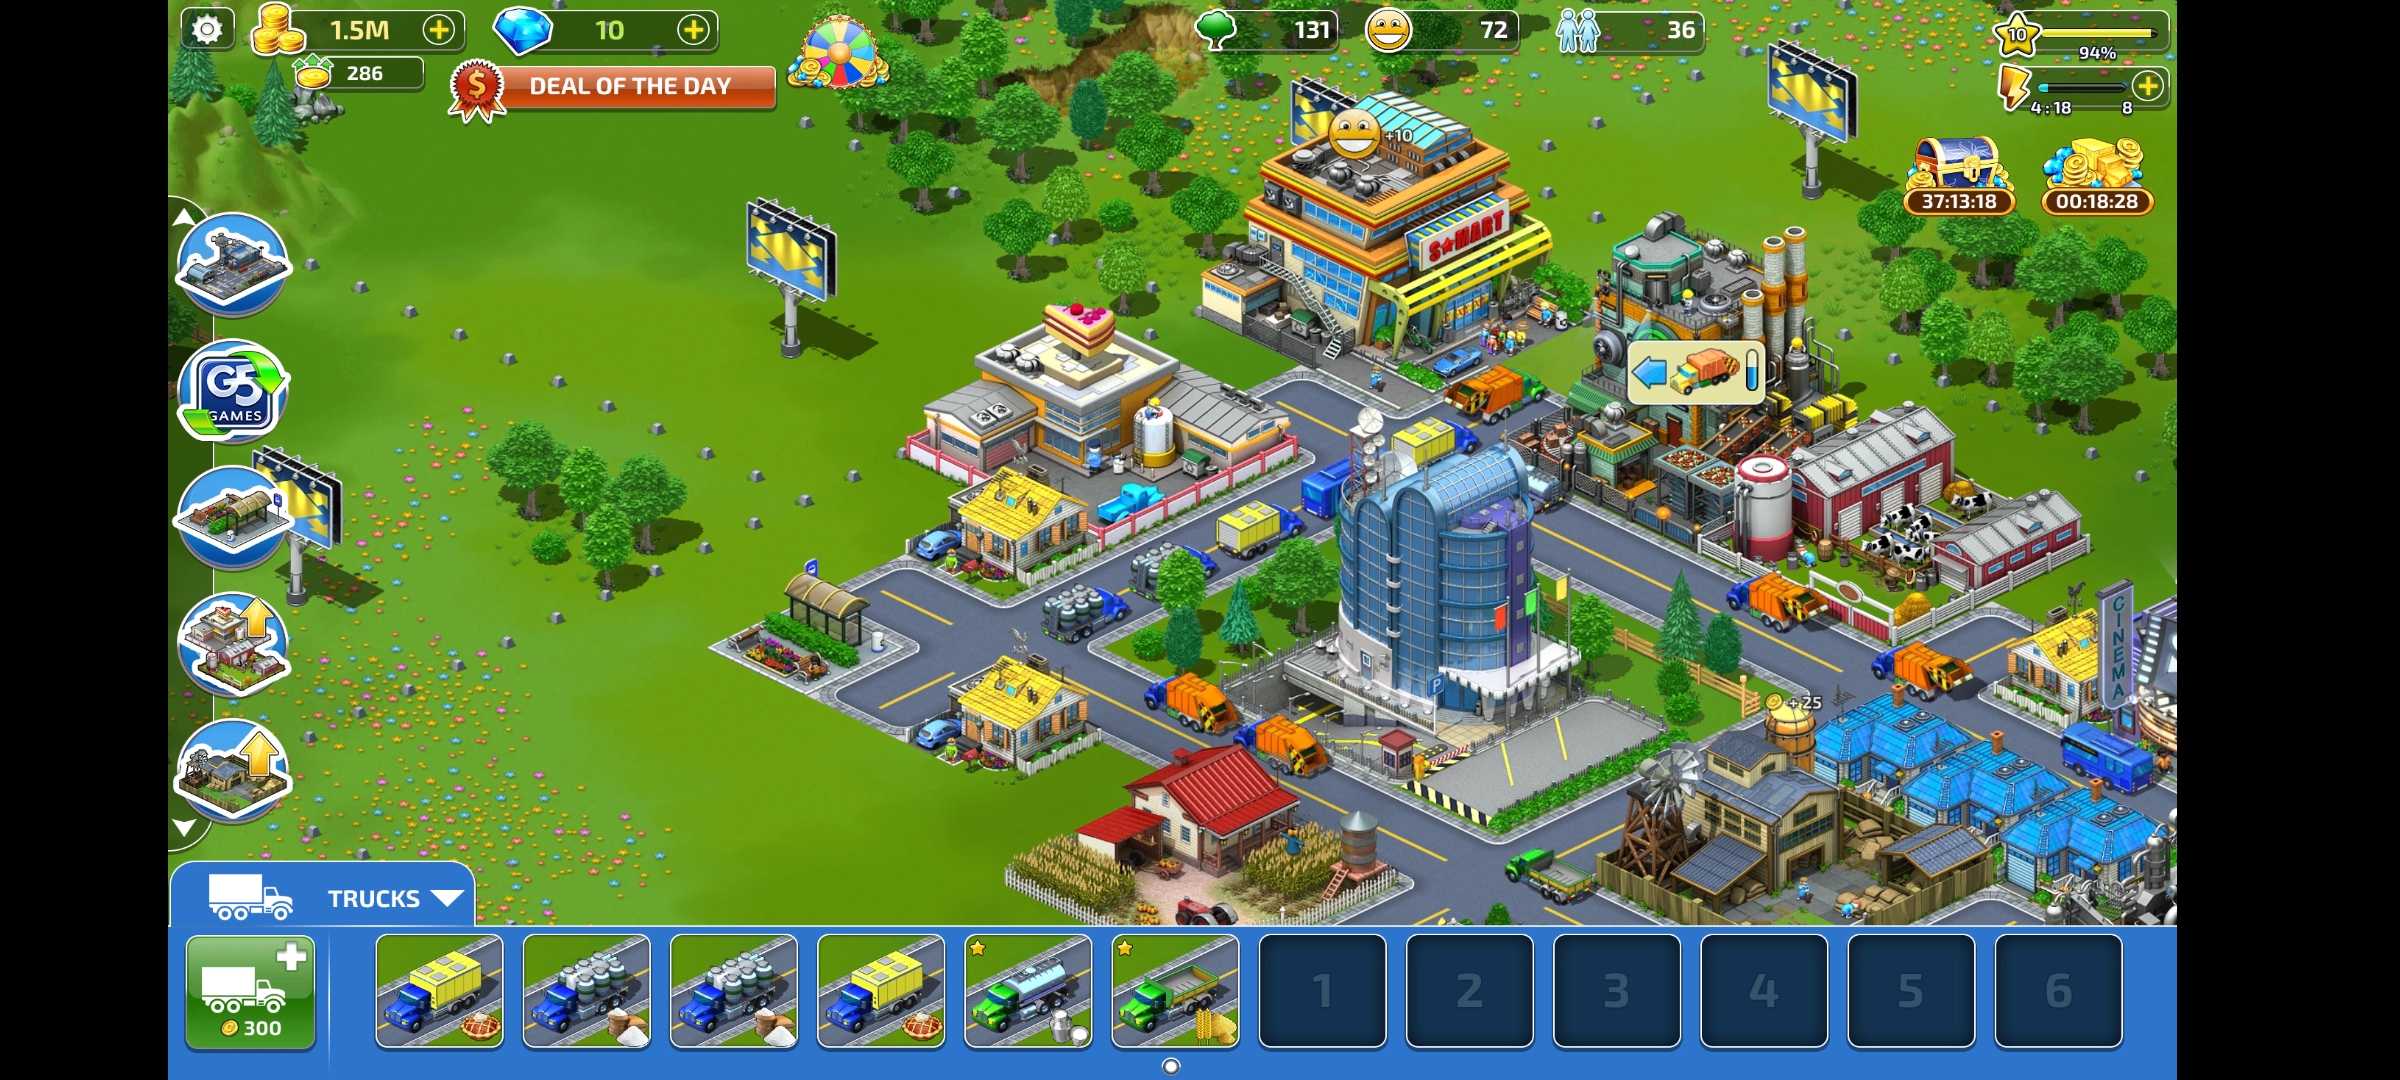 1.5M
10
131
72
36
10
94%
286
DEAL OF THE DAY
4:18
8
+10
37:13:18
00:18:28
S★MART
G5
GAMES
CINEMA
P
+25
TRUCKS
300
1
2
3
4
5
6